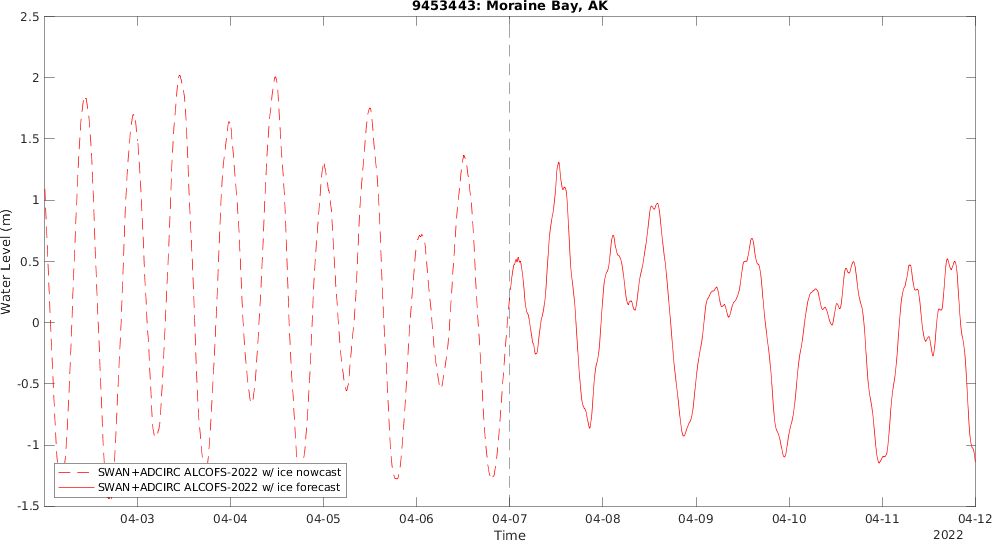 9453443: Moraine Bay, AK
2.5
2
1.5
1
0.5
0
-0.5
-1
-1.5
Water Level (m)
SWAN+ADCIRC ALCOFS-2022 w/ ice nowcast
SWAN+ADCIRC ALCOFS-2022 w/ ice forecast
04-03 04-04 04-05 04-06 04-07 04-08 04-09 04-10 04-11 04-12
Time
2022